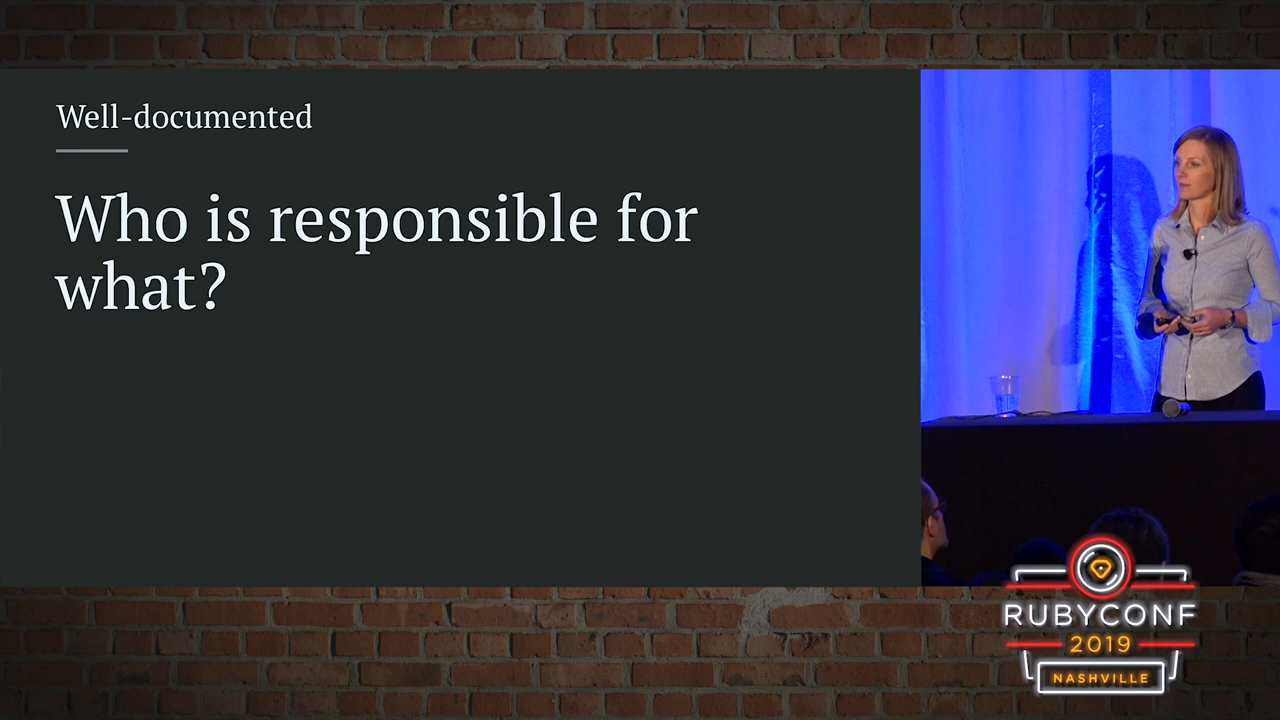 Well-documented
Who is responsible for
what?
RUBYCONF
2019
NASHVILLE